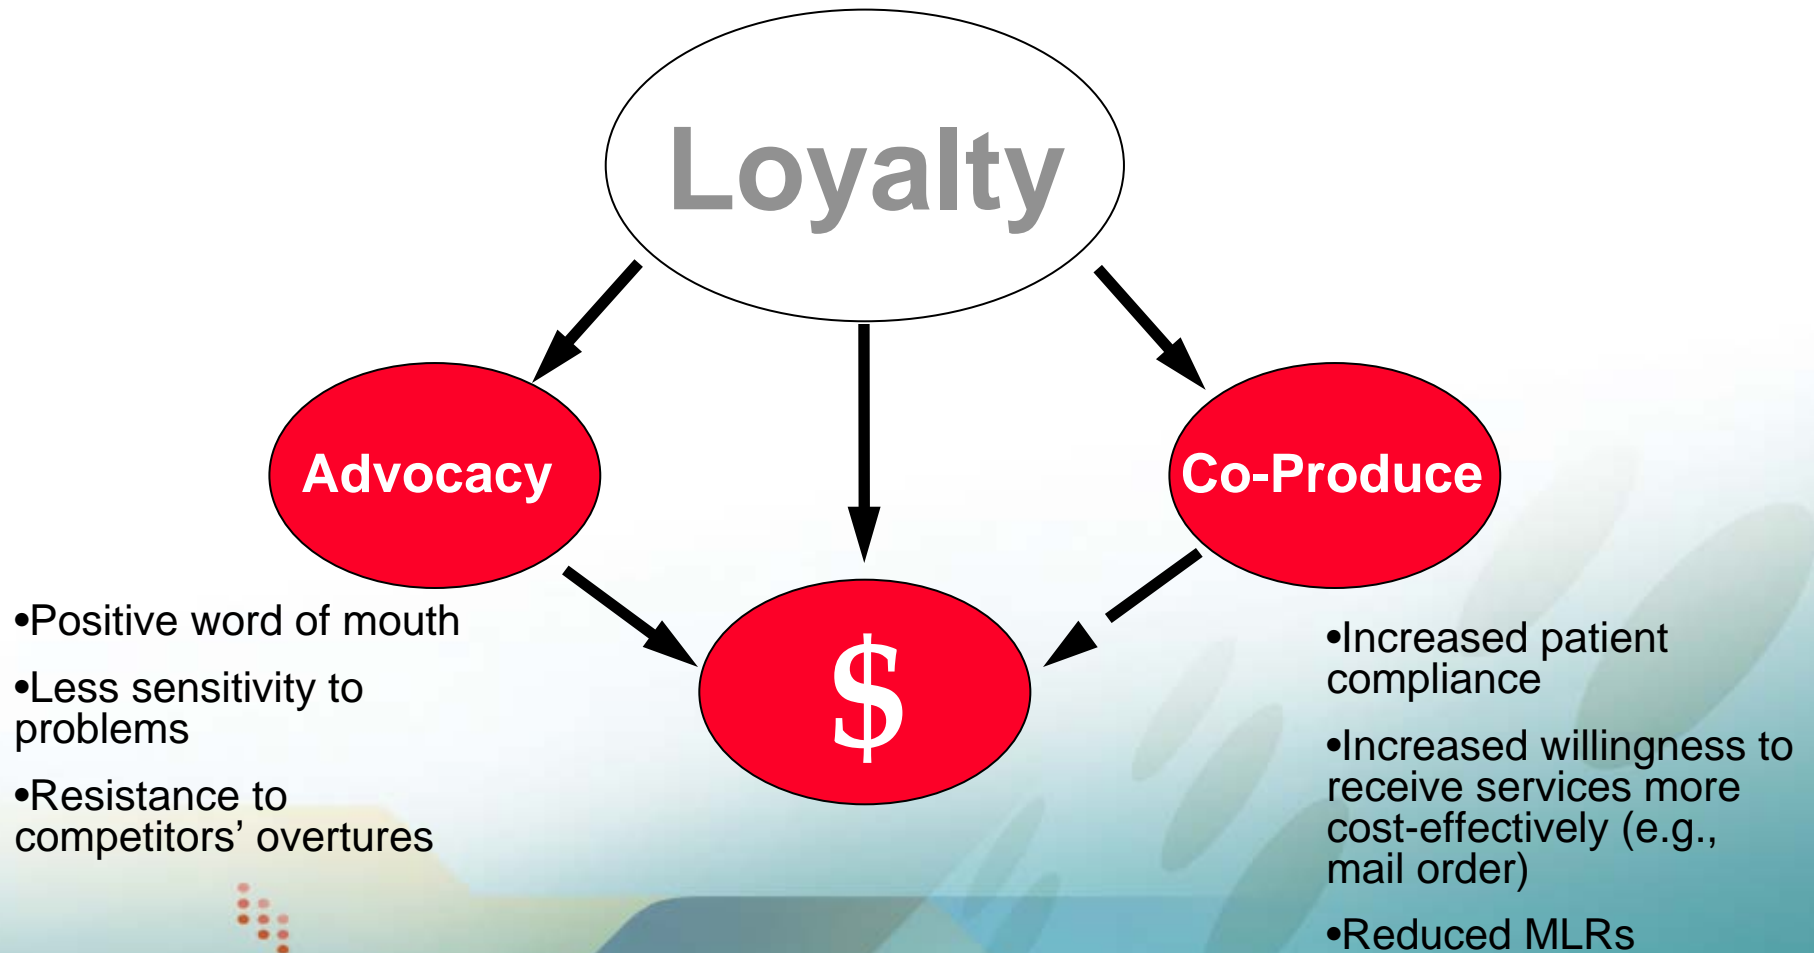 Loyalty
Advocacy
Co-Produce
$
•Positive word of mouth
•Less sensitivity to
problems
•Resistance to
competitors’ overtures
•Increased patient
compliance
•Increased willingness to
receive services more
cost-effectively (e.g.,
mail order)
•Reduced MLRs